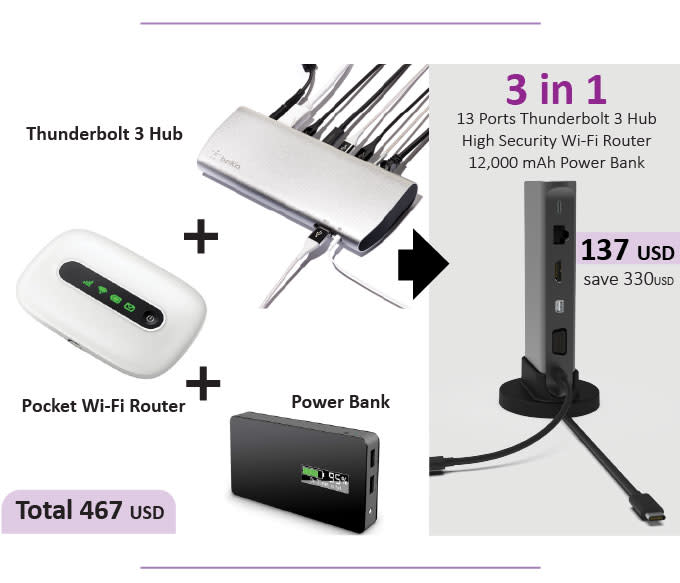 3 in 1
13 Ports Thunderbolt 3 Hub
High Security Wi-Fi Router
12,000 mAh Power Bank
Thunderbolt 3 Hub
137 USD
save 330USD
Pocket Wi-Fi Router
Power Bank
95%
Total 467 USD